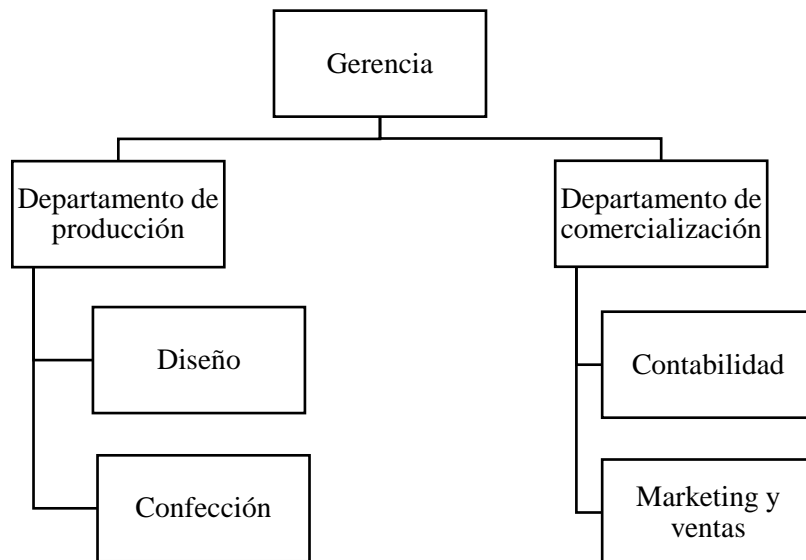 Gerencia
Departamento de
producción
Departamento de
comercialización
Diseño
Contabilidad
Confección
Marketing y
ventas